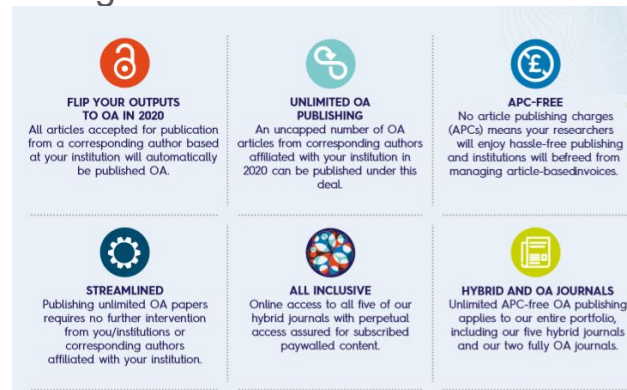 FLIP YOUR OUTPUTS
TO OA IN 2020
All articles accepted for publication
from a corresponding author based
at your institution will automatically
be published OA.
UNLIMITED OA
PUBLISHING
An uncapped number of OA
articles from corresponding authors
affiliated with your institution in
2020 can be published under this
deal.
£
APC-FREE
No article publishing charges
(APCs) means your researchers
will enjoy hassle-free publishing
and institutions will befreed from
managing article-basedinvoices.
STREAMLINED
Publishing unlimited OA papers
requires no further intervention
from you/institutions or
corresponding authors
affiliated with your institution.
ALL INCLUSIVE
Online access to all five of our
hybrid journals with perpetual
access assured for subscribed
paywalled content.
HYBRID AND OA JOURNALS
Unlimited APC-free OA publishing
applies to our entire portfolio,
including our five hybrid journals
and our two fully OA journals.